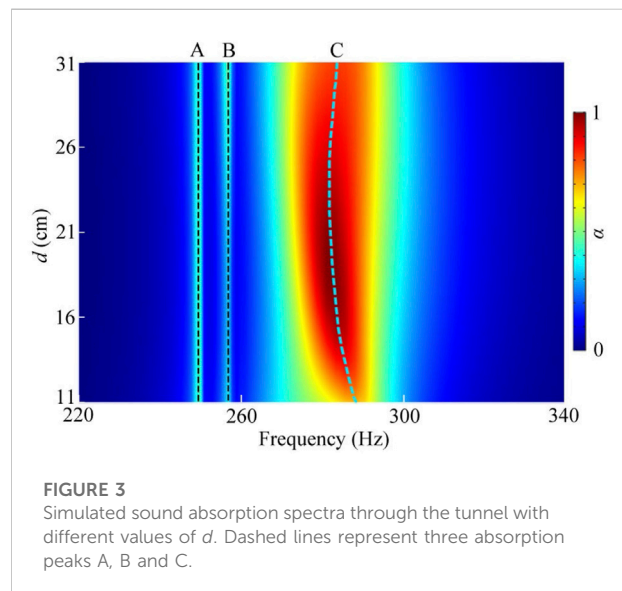 A B C
31
26
21
16
11
d (cm)
220 260 300 340
Frequency (Hz)
1
α
0
FIGURE 3
Simulated sound absorption spectra through the tunnel with
different values of d. Dashed lines represent three absorption
peaks A, B and C.